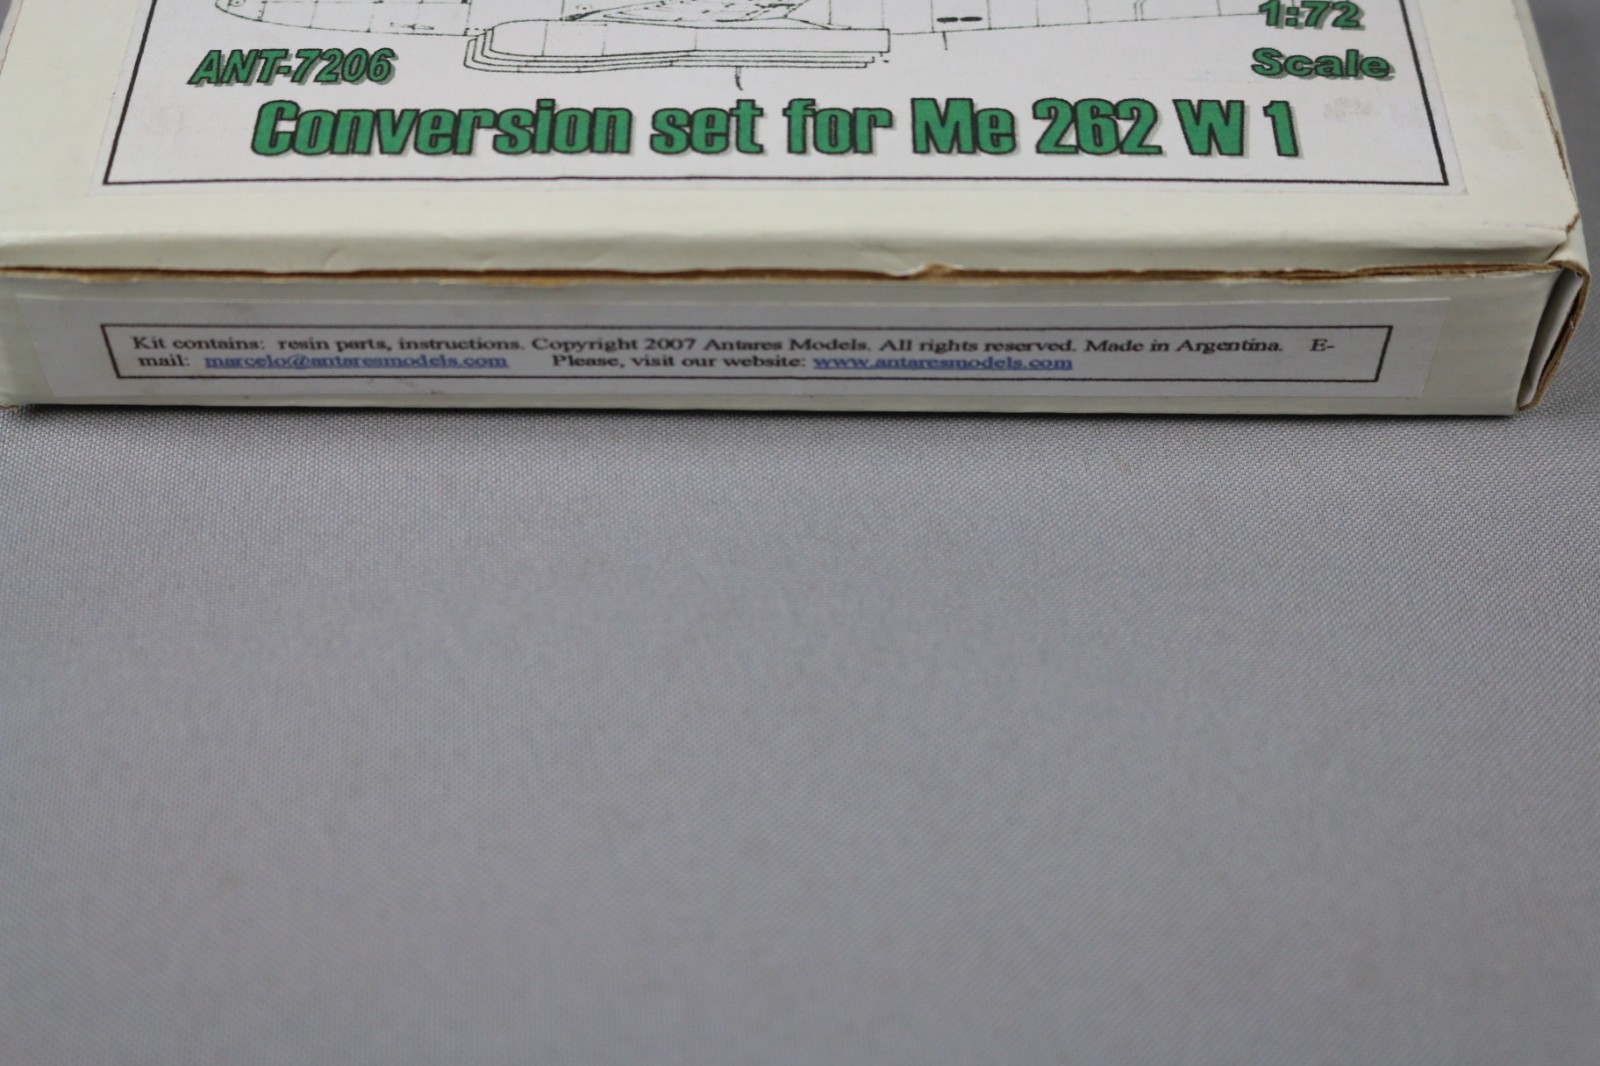 1:72
ANT-7206
Scale
Conversion set for Me 262 W 1
Kit contains: resin parts, instructions. Copyright 2007 Antares Models. All rights reserved. Made in Argentina. E-
mail: marcelo@antaresmodels.com Please, visit our website: www.antaresmodels.com